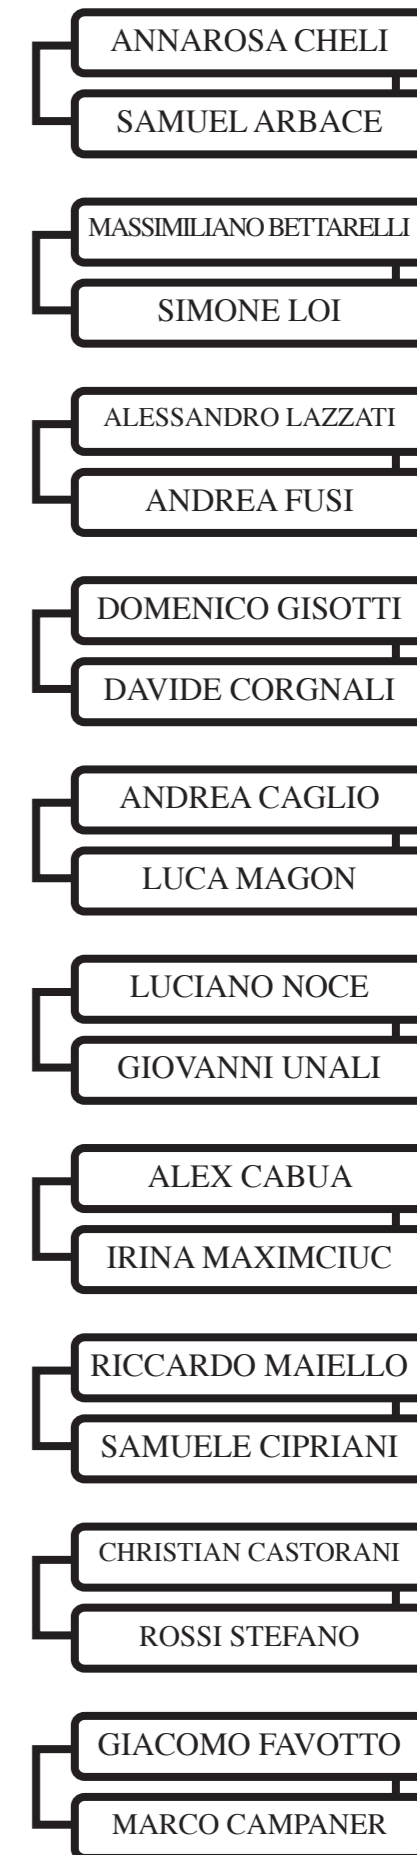 ANNAROSA CHELI
SAMUEL ARBACE
MASSIMILIANO BETTARELLI
SIMONE LOI
ALESSANDRO LAZZATI
ANDREA FUSI
DOMENICO GISOTTI
DAVIDE CORGNALI
ANDREA CAGLIO
LUCA MAGON
LUCIANO NOCE
GIOVANNI UNALI
ALEX CABUA
IRINA MAXIMCIUC
RICCARDO MAIELLO
SAMUELE CIPRIANI
CHRISTIAN CASTORANI
ROSSI STEFANO
GIACOMO FAVOTTO
MARCO CAMPANER